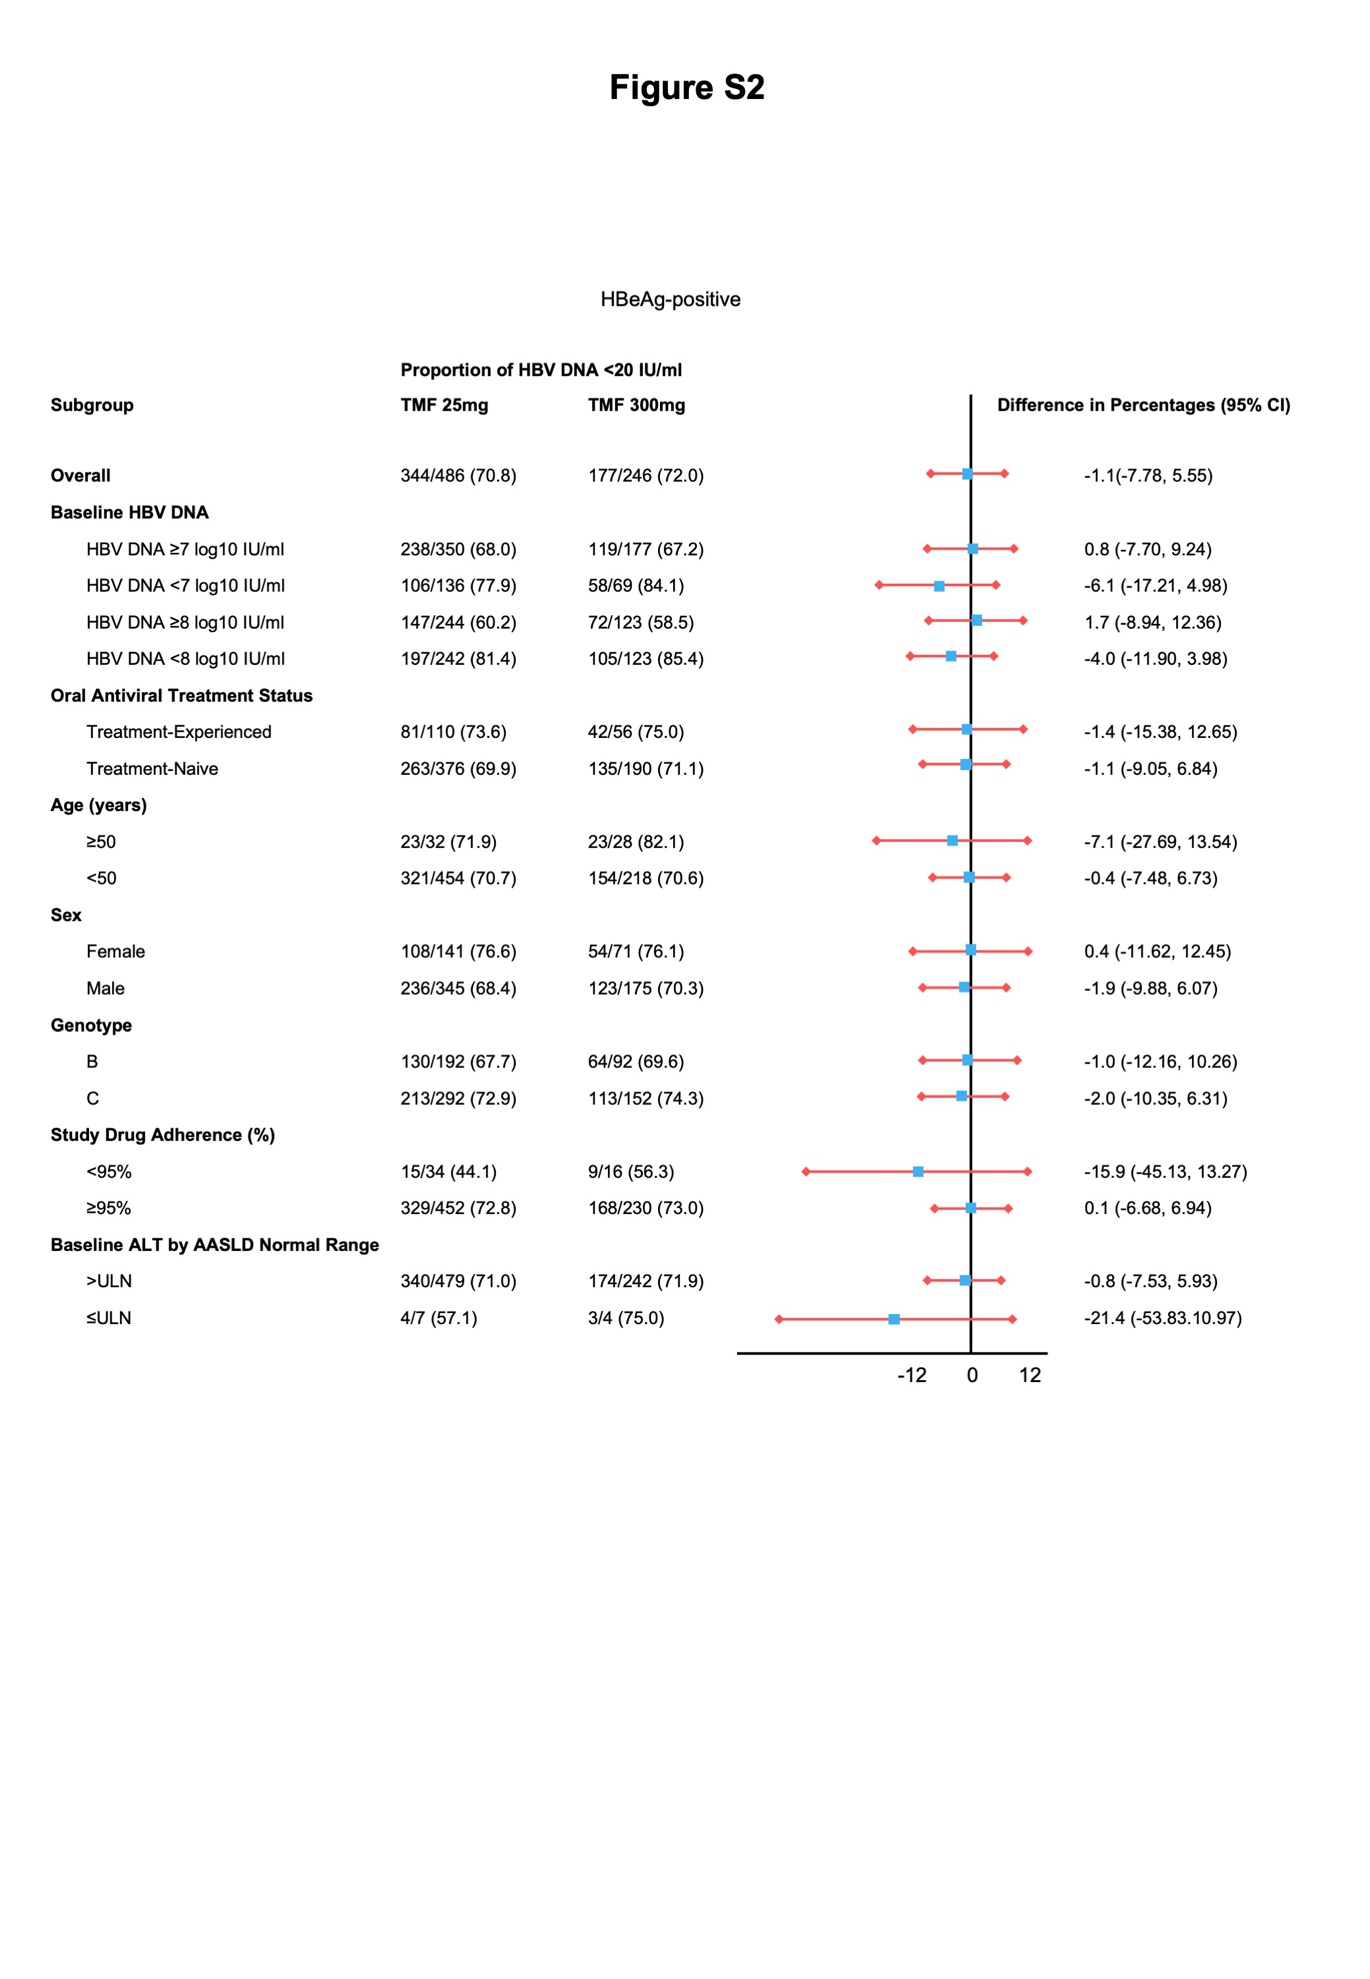 Figure S2
HBeAg-positive
Proportion of HBV DNA <20 IU/ml
Subgroup TMF 25mg TMF 300mg Difference in Percentages (95% CI)
Overall 344/486 (70.8) 177/246 (72.0) -1.1(-7.78, 5.55)
Baseline HBV DNA
HBV DNA ≥7 log10 IU/ml 238/350 (68.0) 119/177 (67.2) 0.8 (-7.70, 9.24)
HBV DNA <7 log10 IU/ml 106/136 (77.9) 58/69 (84.1) -6.1 (-17.21, 4.98)
HBV DNA ≥8 log10 IU/ml 147/244 (60.2) 72/123 (58.5) 1.7 (-8.94, 12.36)
HBV DNA <8 log10 IU/ml 197/242 (81.4) 105/123 (85.4) -4.0 (-11.90, 3.98)
Oral Antiviral Treatment Status
Treatment-Experienced 81/110 (73.6) 42/56 (75.0) -1.4 (-15.38, 12.65)
Treatment-Naive 263/376 (69.9) 135/190 (71.1) -1.1 (-9.05, 6.84)
Age (years)
≥50 23/32 (71.9) 23/28 (82.1) -7.1 (-27.69, 13.54)
<50 321/454 (70.7) 154/218 (70.6) -0.4 (-7.48, 6.73)
Sex
Female 108/141 (76.6) 54/71 (76.1) 0.4 (-11.62, 12.45)
Male 236/345 (68.4) 123/175 (70.3) -1.9 (-9.88, 6.07)
Genotype
B 130/192 (67.7) 64/92 (69.6) -1.0 (-12.16, 10.26)
C 213/292 (72.9) 113/152 (74.3) -2.0 (-10.35, 6.31)
Study Drug Adherence (%)
<95% 15/34 (44.1) 9/16 (56.3) -15.9 (-45.13, 13.27)
≥95% 329/452 (72.8) 168/230 (73.0) 0.1 (-6.68, 6.94)
Baseline ALT by AASLD Normal Range
>ULN 340/479 (71.0) 174/242 (71.9) -0.8 (-7.53, 5.93)
≤ULN 4/7 (57.1) 3/4 (75.0) -21.4 (-53.83.10.97)
-12 0 12